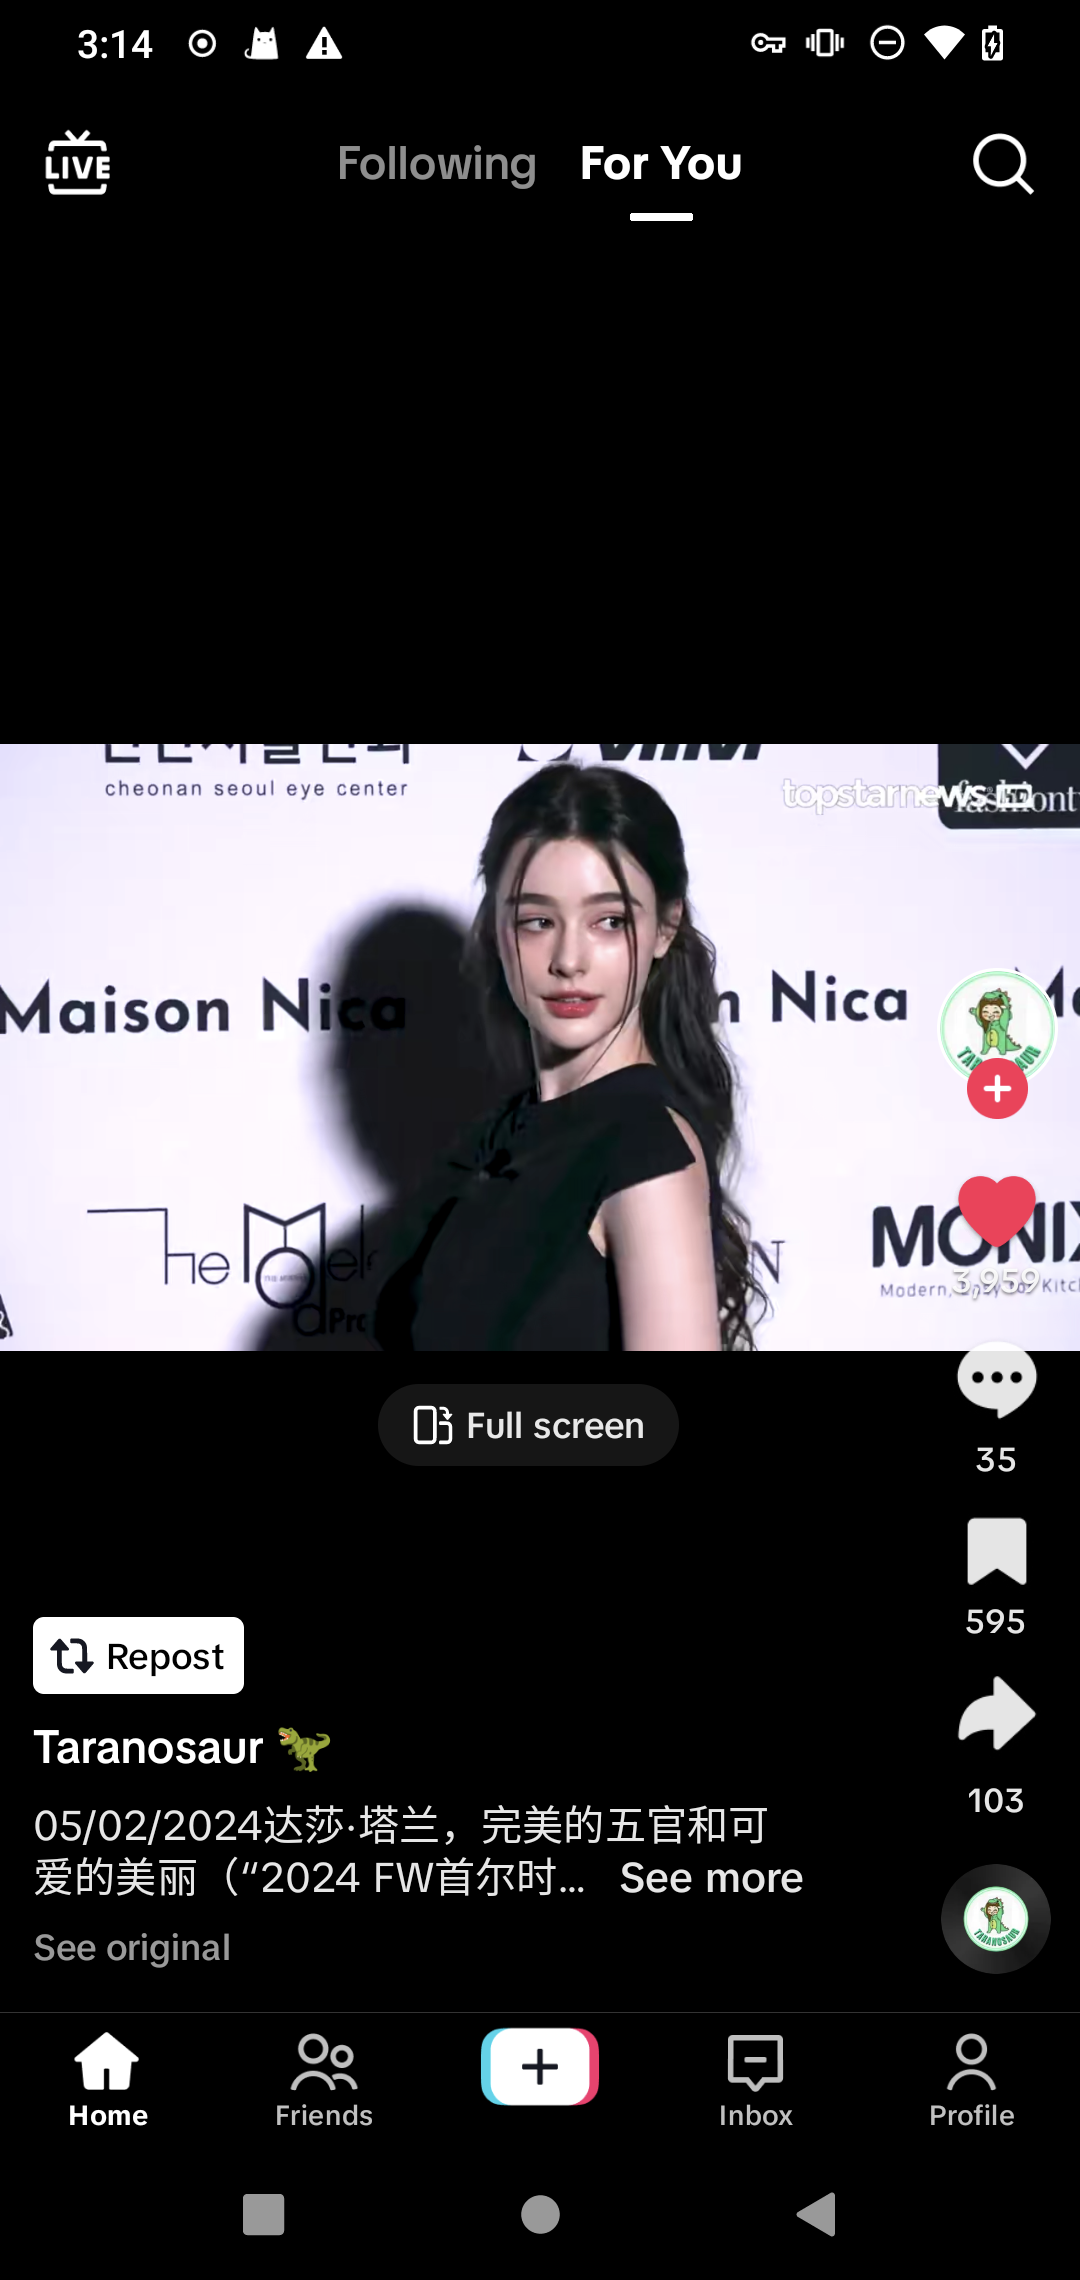 3:14
LIVE
Following
For You
cheonan seoul eye center
topstarnews
Maison Nica
Nica
The Model
MONIX
3,959
Full screen
35
595
Repost
103
Taranosaur
05/02/2024达莎·塔兰，完美的五官和可
爱的美丽（“2024 FW首尔时... See more
See original
Home
Friends
Inbox
Profile